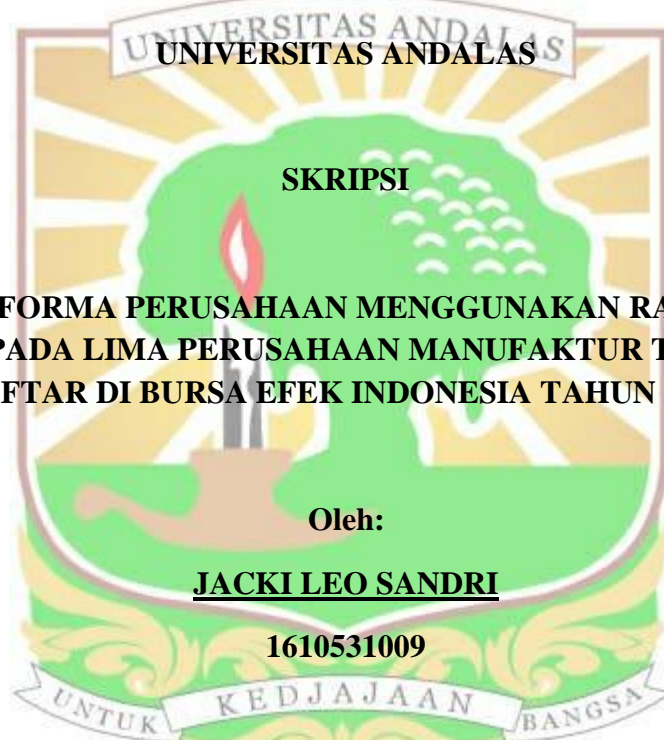 UNIVERSITAS ANDALAS
UNIVERSITAS ANDALAS
SKRIPSI
FORMA PERUSAHAAN MENGGUNAKAN RA
PADA LIMA PERUSAHAAN MANUFAKTUR T
FTAR DI BURSA EFEK INDONESIA TAHUN
Oleh:
JACKI LEO SANDRI
1610531009
UNTUK KEDJAJAAN BANGSA